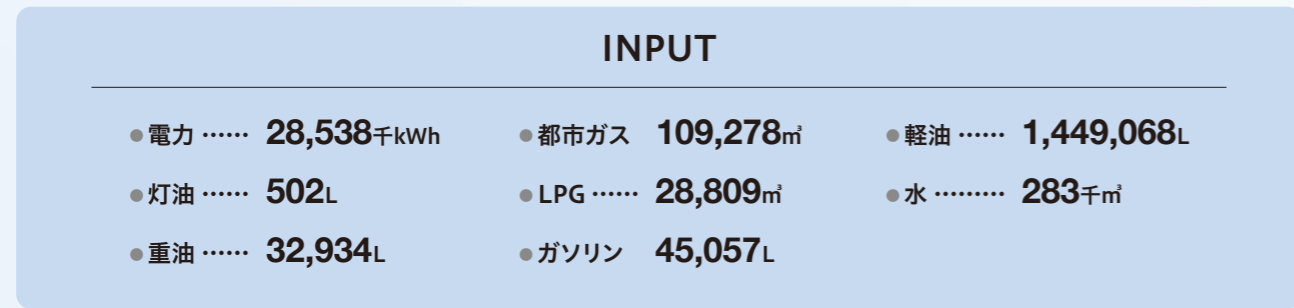 INPUT
●電力…… 28,538千kWh
●都市ガス 109,278㎥
●軽油…… 1,449,068L
●灯油…… 502L
●LPG…… 28,809㎥
●水……… 283千㎥
●重油…… 32,934L
●ガソリン 45,057L